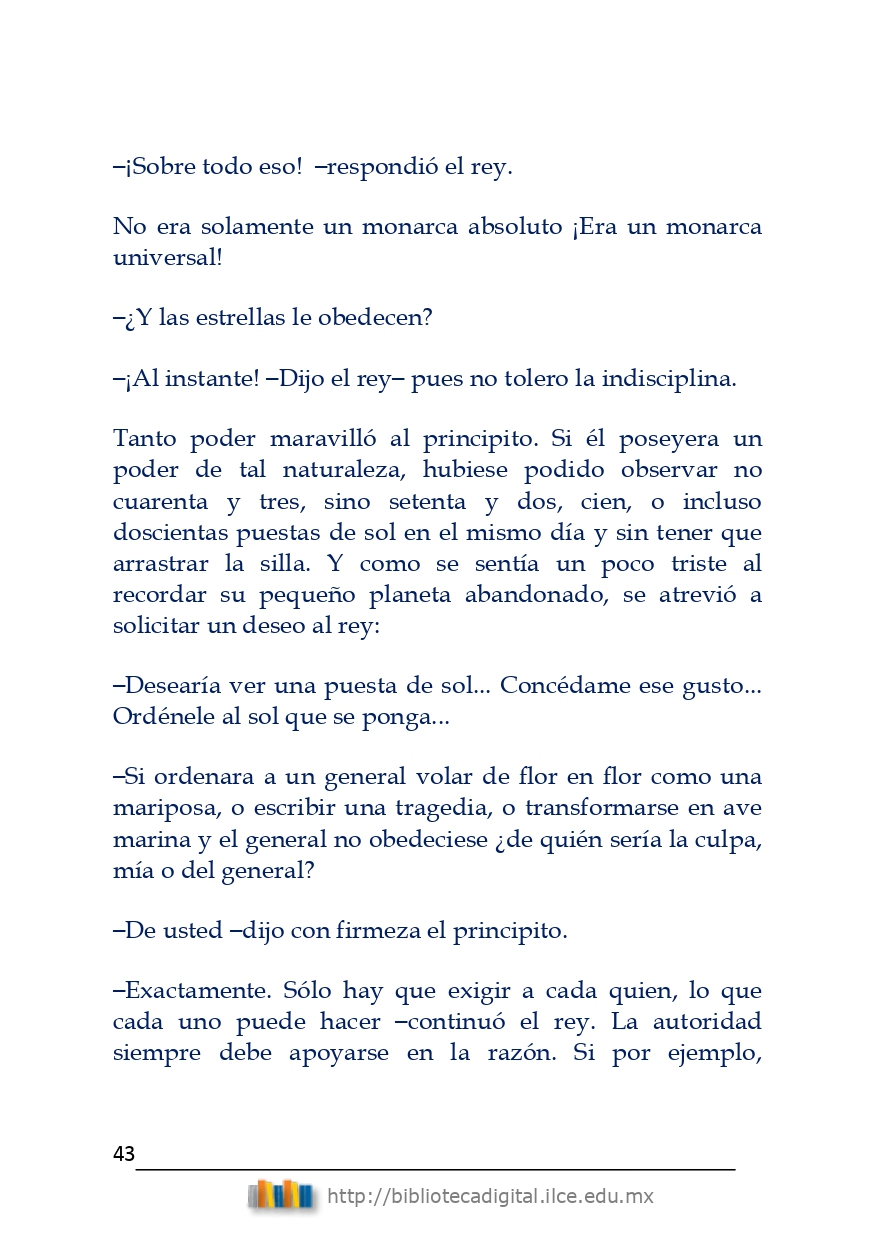 –¡Sobre todo eso!  –respondió el rey.
No era solamente un monarca absoluto ¡Era un monarca
universal!
–¿Y las estrellas le obedecen?
–¡Al instante! –Dijo el rey– pues no tolero la indisciplina.
Tanto poder maravilló al principito. Si él poseyera un
poder de tal naturaleza, hubiese podido observar no
cuarenta y tres, sino setenta y dos, cien, o incluso
doscientas puestas de sol en el mismo día y sin tener que
arrastrar la silla. Y como se sentía un poco triste al
recordar su pequeño planeta abandonado, se atrevió a
solicitar un deseo al rey:
–Desearía ver una puesta de sol... Concédame ese gusto...
Ordénele al sol que se ponga...
–Si ordenara a un general volar de flor en flor como una
mariposa, o escribir una tragedia, o transformarse en ave
marina y el general no obedeciese ¿de quién sería la culpa,
mía o del general?
–De usted –dijo con firmeza el principito.
–Exactamente. Sólo hay que exigir a cada quien, lo que
cada uno puede hacer –continuó el rey. La autoridad
siempre debe apoyarse en la razón. Si por ejemplo,
43
http://bibliotecadigital.ilce.edu.mx